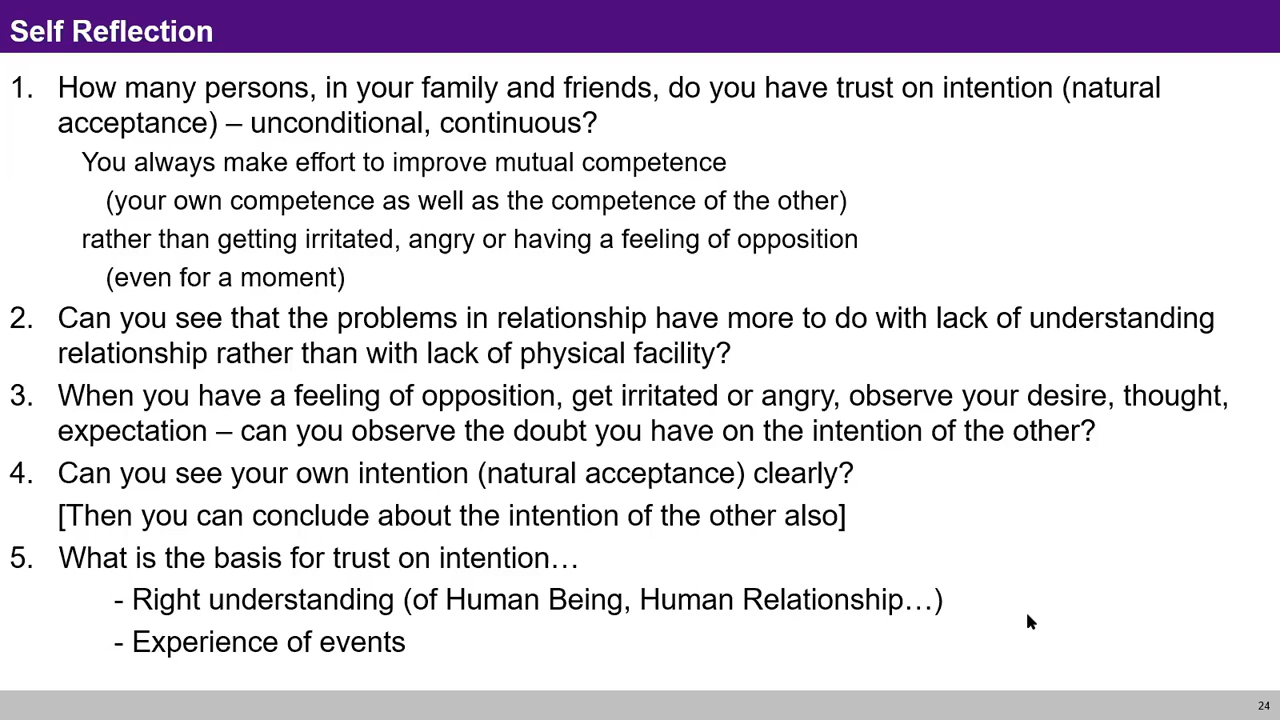 Self Reflection
1. How many persons, in your family and friends, do you have trust on intention (natural
acceptance) – unconditional, continuous?
You always make effort to improve mutual competence
(your own competence as well as the competence of the other)
rather than getting irritated, angry or having a feeling of opposition
(even for a moment)
2. Can you see that the problems in relationship have more to do with lack of understanding
relationship rather than with lack of physical facility?
3. When you have a feeling of opposition, get irritated or angry, observe your desire, thought,
expectation – can you observe the doubt you have on the intention of the other?
4. Can you see your own intention (natural acceptance) clearly?
[Then you can conclude about the intention of the other also]
5. What is the basis for trust on intention…
- Right understanding (of Human Being, Human Relationship…)
- Experience of events
24